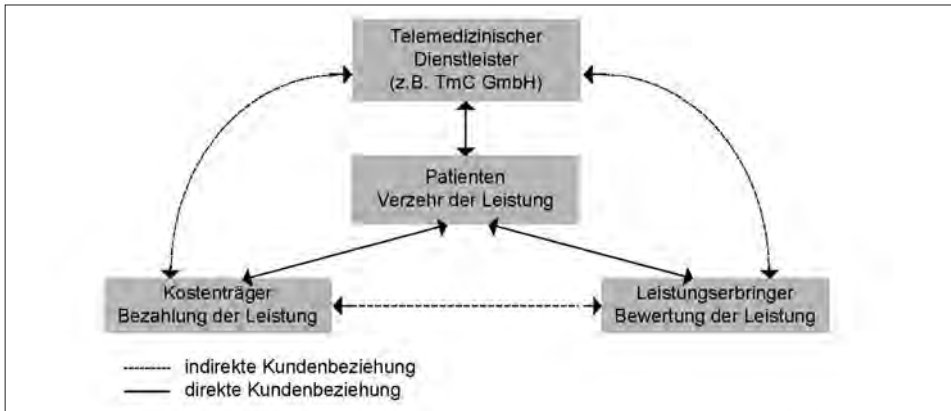 Telemedizinischer
Dienstleister
(z.B. TmC GmbH)
Patienten
Verzehr der Leistung
Kostenträger
Bezahlung der Leistung
Leistungserbringer
Bewertung der Leistung
indirekte Kundenbeziehung
direkte Kundenbeziehung